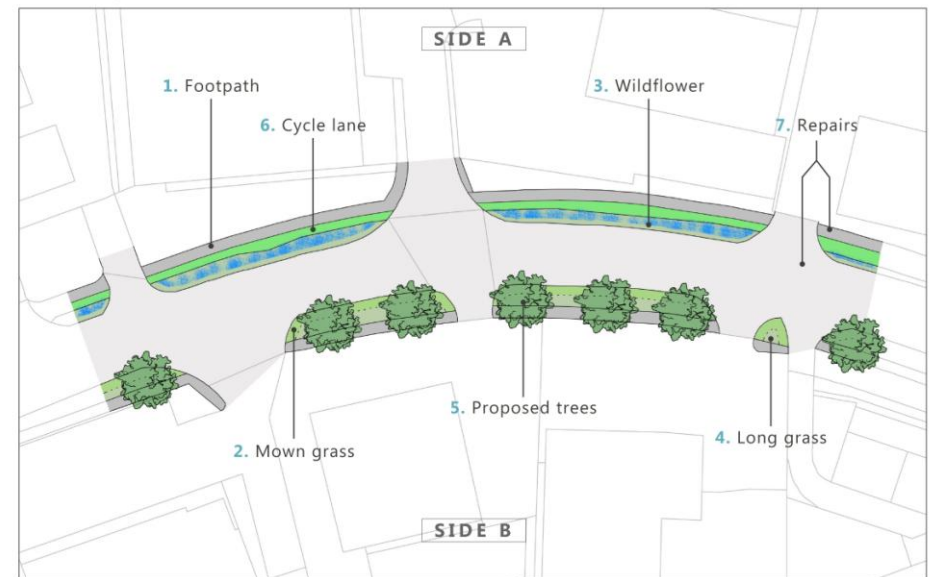 SIDE A
1. Footpath
3. Wildflower
6. Cycle lane
7. Repairs
5. Proposed trees
4. Long grass
2. Mown grass
SIDE B